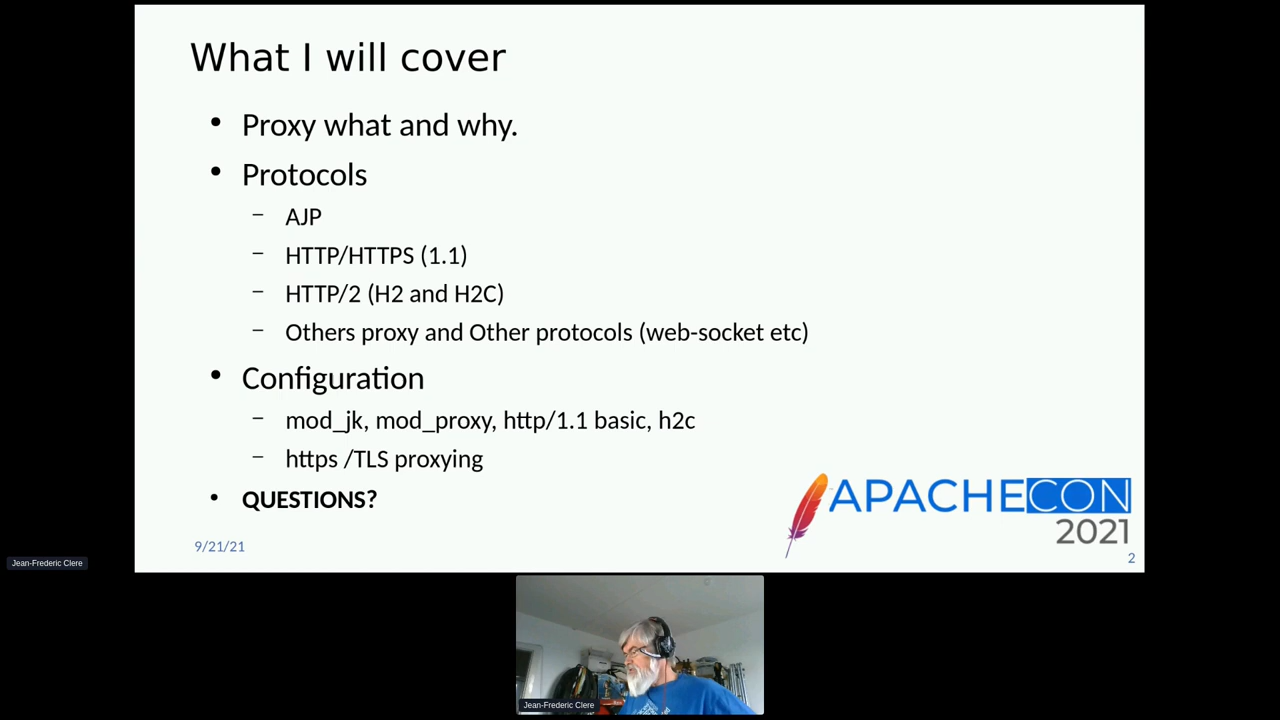 What I will cover
• Proxy what and why.
• Protocols
– AJP
– HTTP/HTTPS (1.1)
– HTTP/2 (H2 and H2C)
– Others proxy and Other protocols (web-socket etc)
• Configuration
– mod_jk, mod_proxy, http/1.1 basic, h2c
– https /TLS proxying
• QUESTIONS?
APACHECON
2021
9/21/21
2
Jean-Frederic Clere
Jean-Frederic Clere